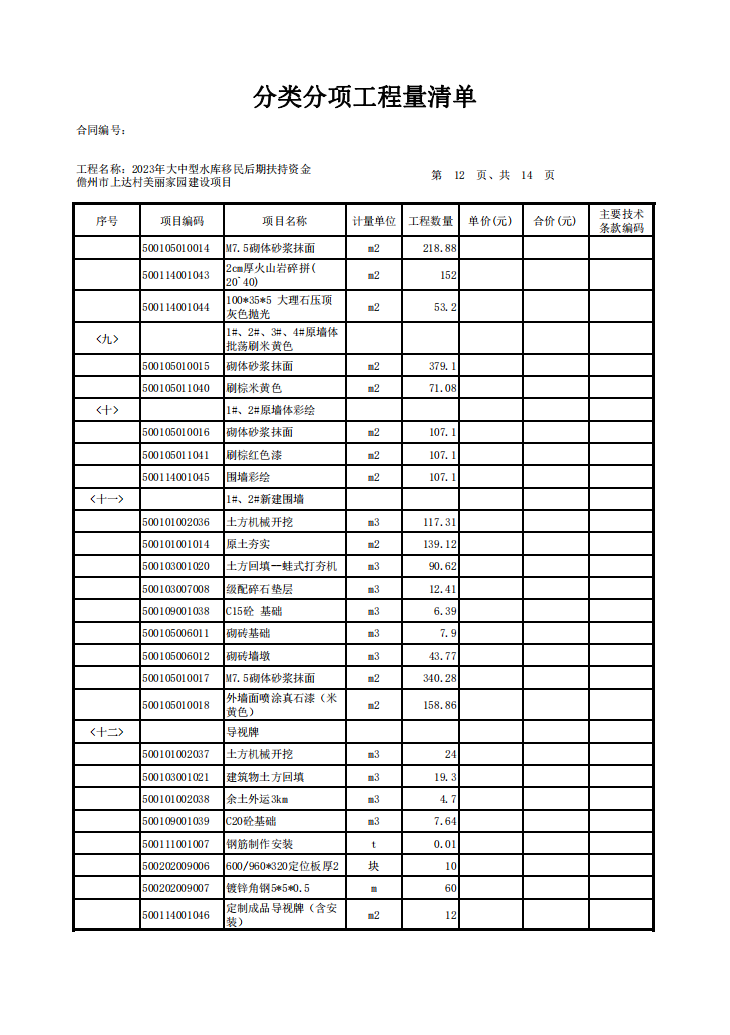 分类分项工程量清单
合同编号：
工程名称：2023年大中型水库移民后期扶持资金
儋州市上达村美丽家园建设项目
第 12 页、共 14 页
序号 项目编码 项目名称 计量单位 工程数量 单价(元) 合价(元) 主要技术
条款编码
500105010014 M7.5砌体砂浆抹面 m2 218.88
500114001043 2cm厚火山岩碎拼(
20~40) m2 152
500114001044 100*35*5 大理石压顶
灰色抛光 m2 53.2
<九> 1#、2#、3#、4#原墙体
批荡刷米黄色
500105010015 砌体砂浆抹面 m2 379.1
500105011040 刷棕米黄色 m2 71.08
<十> 1#、2#原墙体彩绘
500105010016 砌体砂浆抹面 m2 107.1
500105011041 刷棕红色漆 m2 107.1
500114001045 围墙彩绘 m2 107.1
<十一> 1#、2#新建围墙
500101002036 土方机械开挖 m3 117.31
500101001014 原土夯实 m2 139.12
500103001020 土方回填--蛙式打夯机 m3 90.62
500103007008 级配碎石垫层 m3 12.41
500109001038 C15砼 基础 m3 6.39
500105006011 砌砖基础 m3 7.9
500105006012 砌砖墙墩 m3 43.77
500105010017 M7.5砌体砂浆抹面 m2 340.28
500105010018 外墙面喷涂真石漆（米
黄色） m2 158.86
<十二> 导视牌
500101002037 土方机械开挖 m3 24
500103001021 建筑物土方回填 m3 19.3
500101002038 余土外运3km m3 4.7
500109001039 C20砼基础 m3 7.64
500111001007 钢筋制作安装 t 0.01
500202009006 600/960*320定位板厚2 块 10
500202009007 镀锌角钢5*5*0.5 m 60
500114001046 定制成品导视牌（含安
装） m2 12